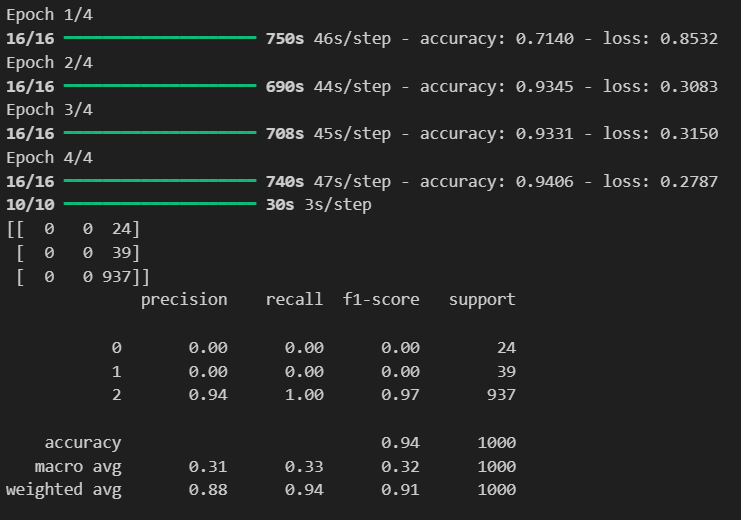 Epoch 1/4
16/16 ━━━━━━━━━━━━━━━━━━━━ 750s 46s/step - accuracy: 0.7140 - loss: 0.8532
Epoch 2/4
16/16 ━━━━━━━━━━━━━━━━━━━━ 690s 44s/step - accuracy: 0.9345 - loss: 0.3083
Epoch 3/4
16/16 ━━━━━━━━━━━━━━━━━━━━ 708s 45s/step - accuracy: 0.9331 - loss: 0.3150
Epoch 4/4
16/16 ━━━━━━━━━━━━━━━━━━━━ 740s 47s/step - accuracy: 0.9406 - loss: 0.2787
10/10 ━━━━━━━━━━━━━━━━━━━━ 30s 3s/step
[[  0   0  24]
 [  0   0  39]
 [  0   0 937]]
              precision    recall  f1-score   support
           0       0.00      0.00      0.00        24
           1       0.00      0.00      0.00        39
           2       0.94      1.00      0.97       937
    accuracy                           0.94      1000
   macro avg       0.31      0.33      0.32      1000
weighted avg       0.88      0.94      0.91      1000